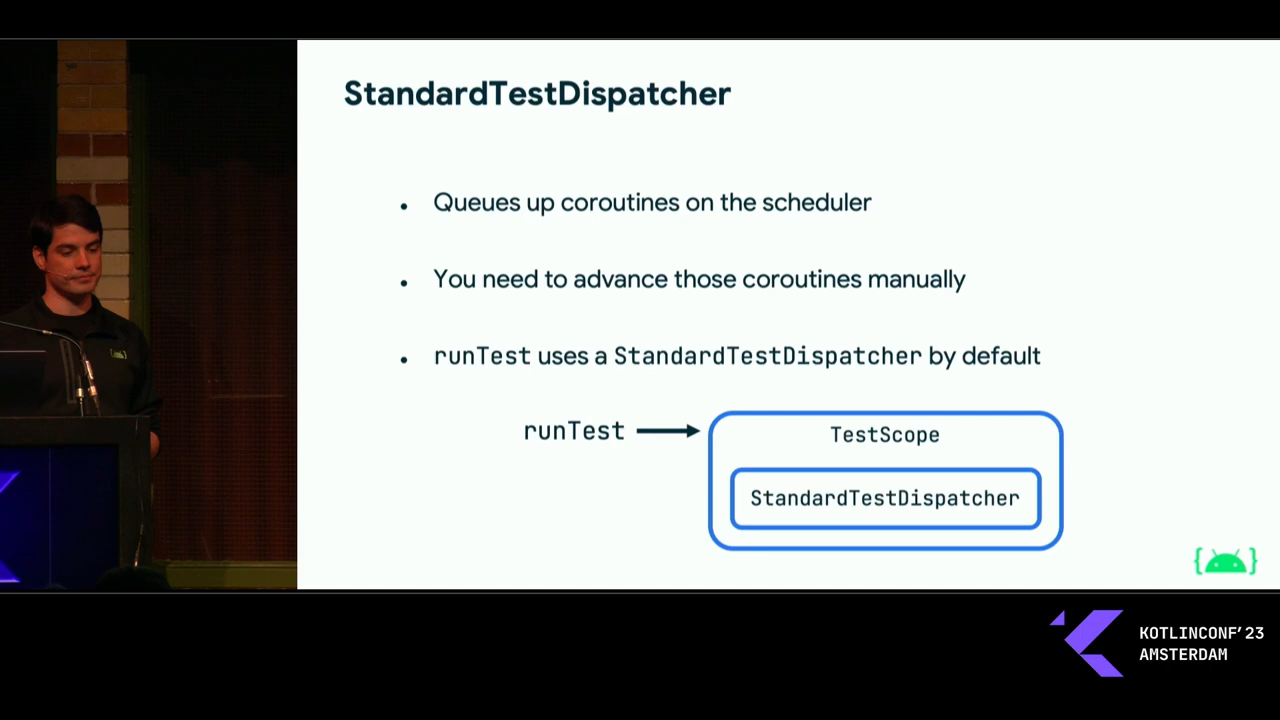 StandardTestDispatcher
• Queues up coroutines on the scheduler
• You need to advance those coroutines manually
• runTest uses a StandardTestDispatcher by default
runTest
TestScope
StandardTestDispatcher
KOTLINCONF'23
AMSTERDAM